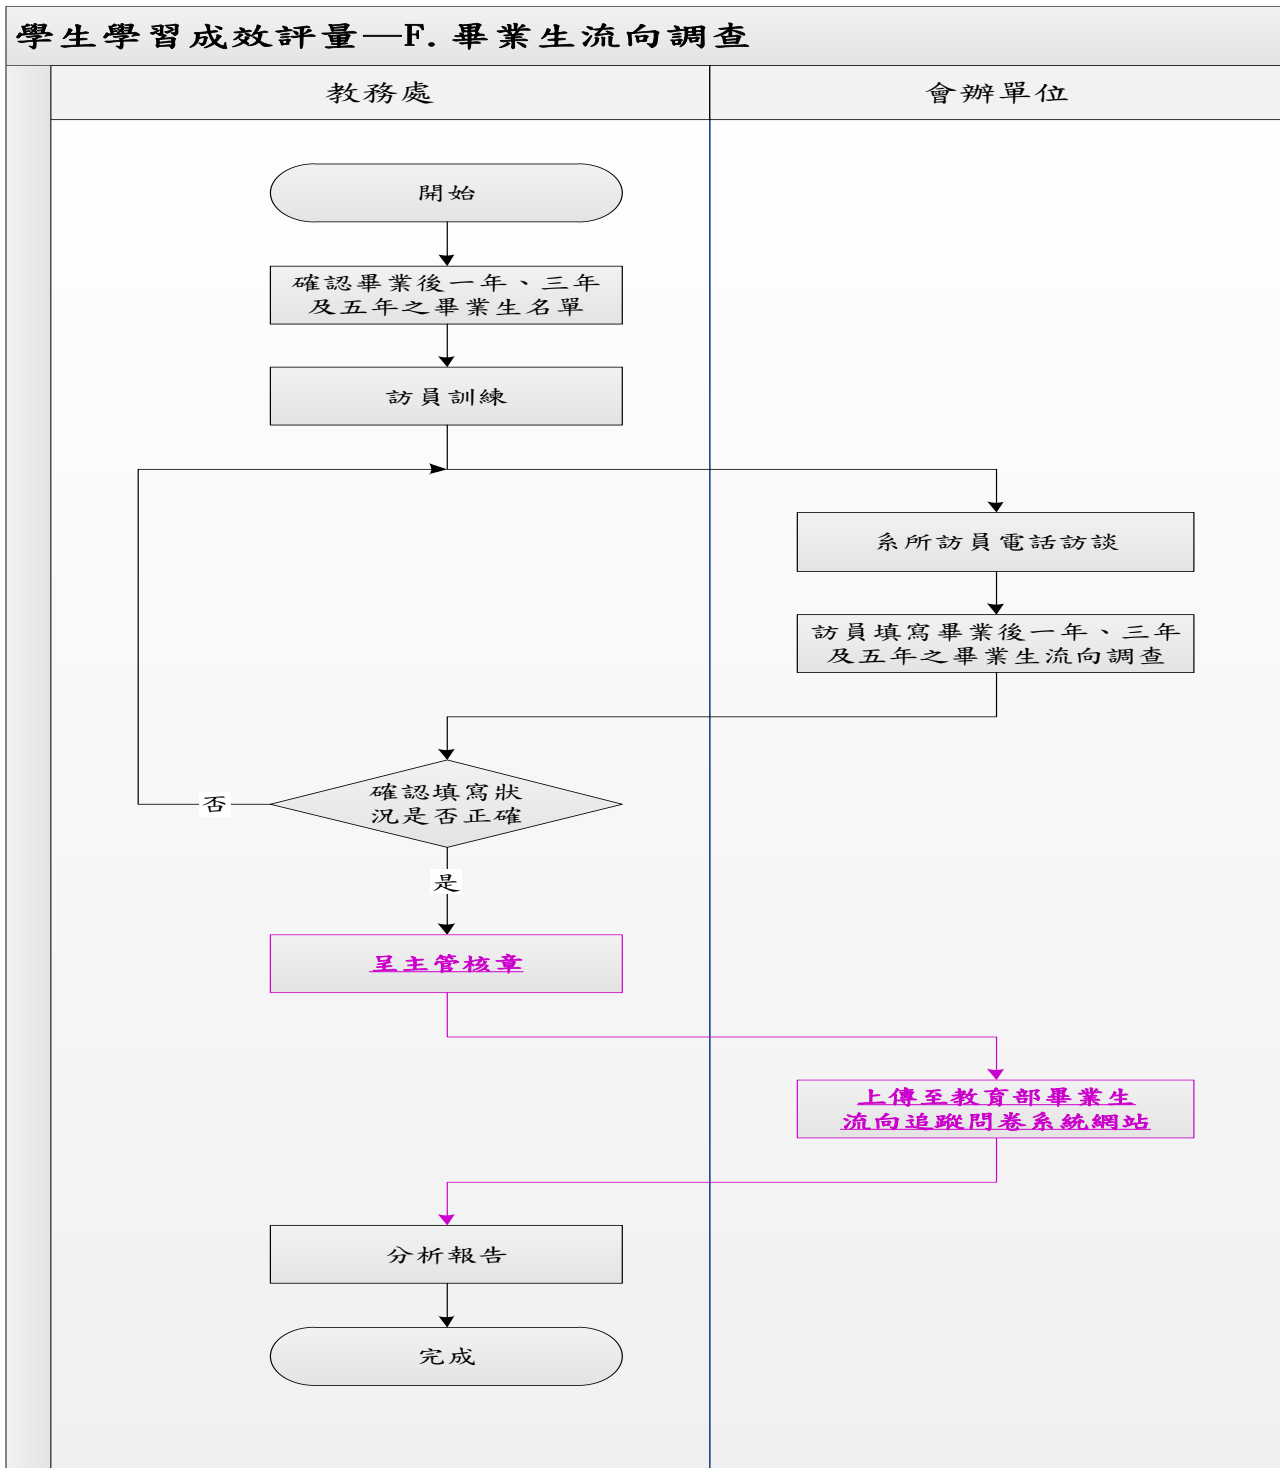 學生學習成效評量—F.畢業生流向調查
教務處
會辦單位
開始
確認畢業後一年、三年
及五年之畢業生名單
訪員訓練
系所訪員電話訪談
訪員填寫畢業後一年、三年
及五年之畢業生流向調查
確認填寫狀
況是否正確
否
是
呈主管核章
上傳至教育部畢業生
流向追蹤問卷系統網站
分析報告
完成